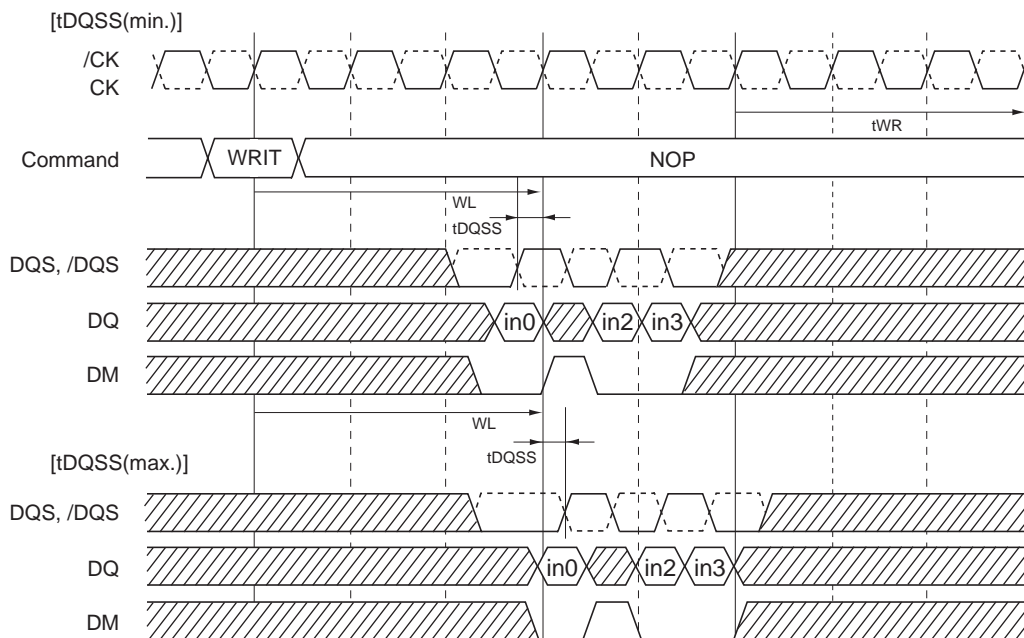 [tDQSS(min.)]
/CK
CK
tWR
Command WRIT NOP
WL
tDQSS
DQS, /DQS
DQ in0 in2 in3
DM
WL
tDQSS
[tDQSS(max.)]
DQS, /DQS
DQ in0 in2 in3
DM